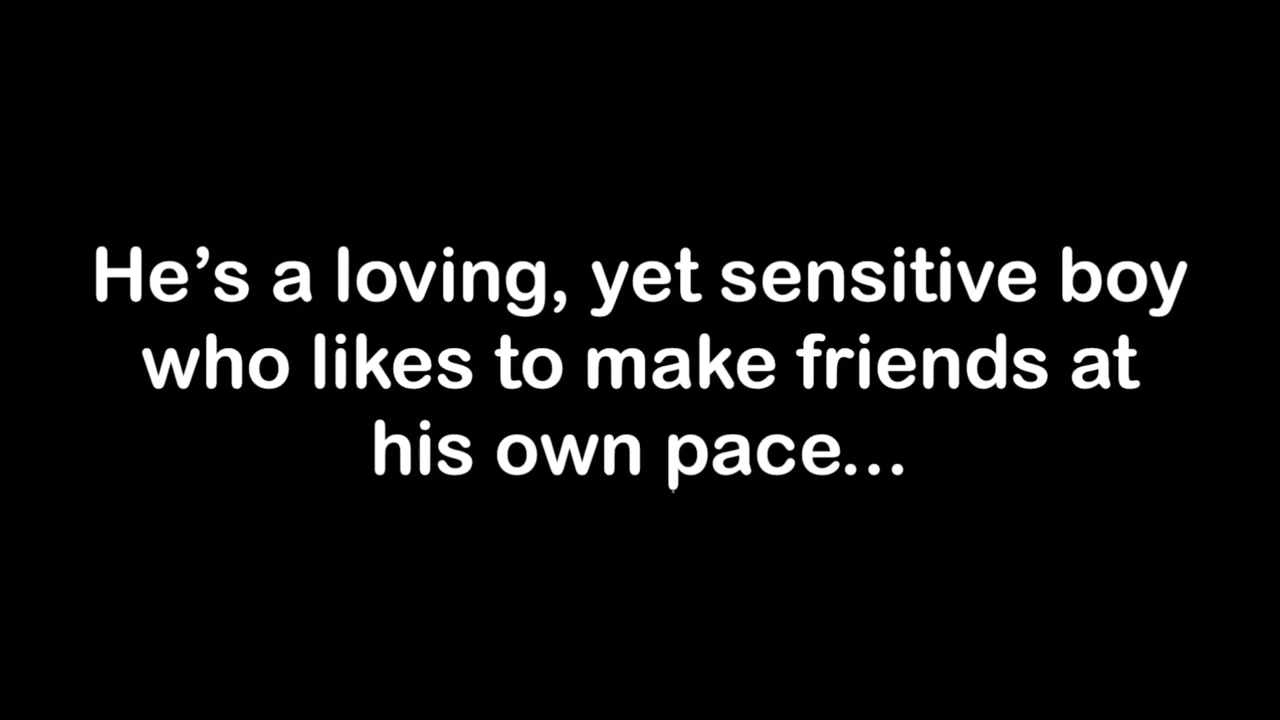 He’s a loving, yet sensitive boy
who likes to make friends at
his own pace...